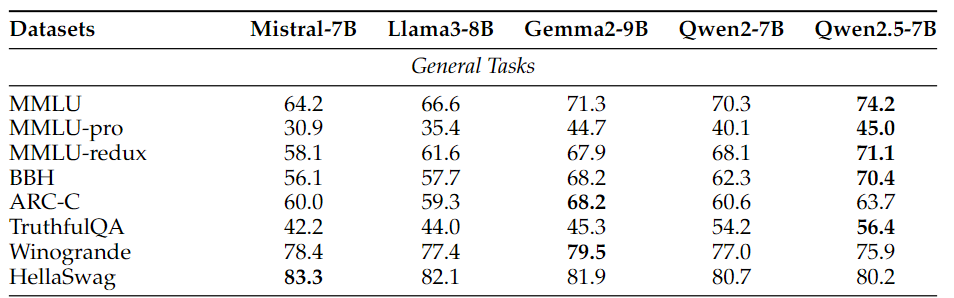 Datasets Mistral-7B Llama3-8B Gemma2-9B Qwen2-7B Qwen2.5-7B
General Tasks
MMLU 64.2 66.6 71.3 70.3 74.2
MMLU-pro 30.9 35.4 44.7 40.1 45.0
MMLU-redux 58.1 61.6 67.9 68.1 71.1
BBH 56.1 57.7 68.2 62.3 70.4
ARC-C 60.0 59.3 68.2 60.6 63.7
TruthfulQA 42.2 44.0 45.3 54.2 56.4
Winogrande 78.4 77.4 79.5 77.0 75.9
HellaSwag 83.3 82.1 81.9 80.7 80.2